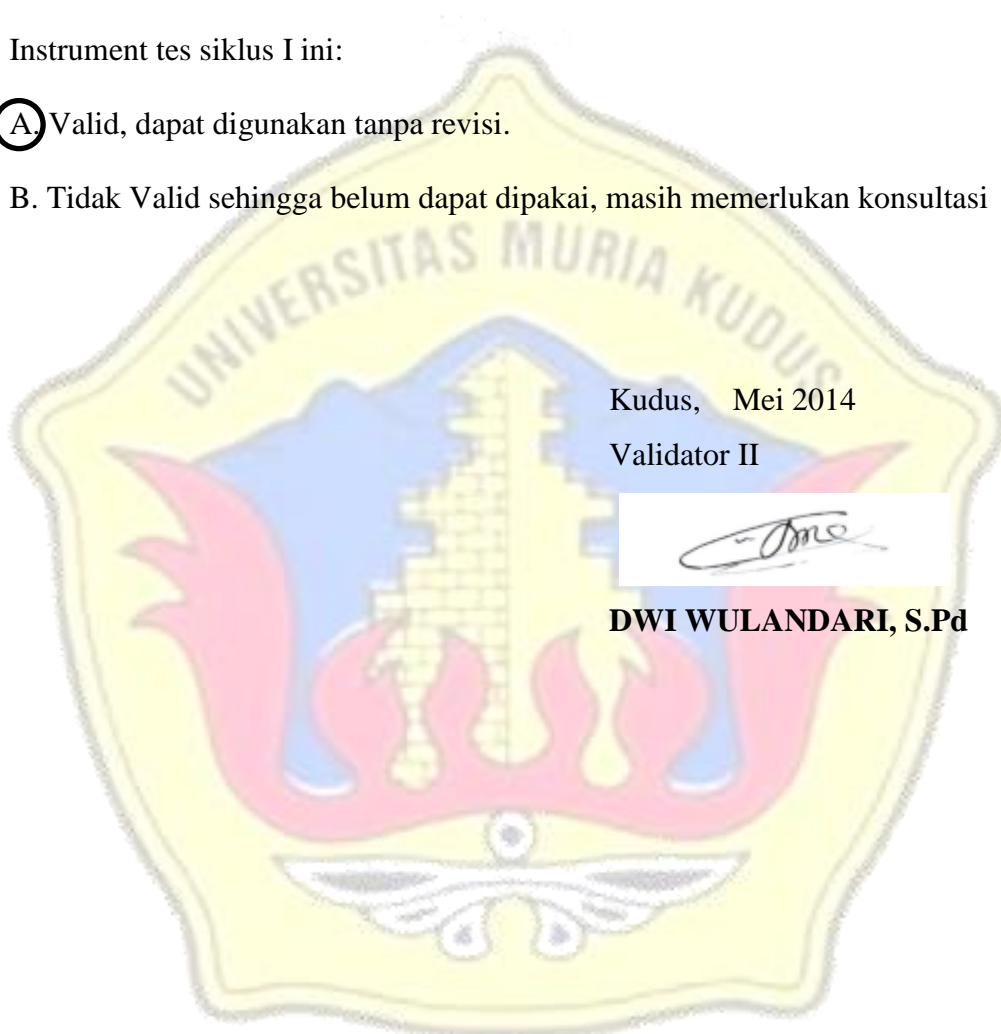 Instrument tes siklus I ini:
A. Valid, dapat digunakan tanpa revisi.
B. Tidak Valid sehingga belum dapat dipakai, masih memerlukan konsultasi
UNIVERSITAS MURIA KUDUS
Kudus, Mei 2014
Validator II
DWI WULANDARI, S.Pd